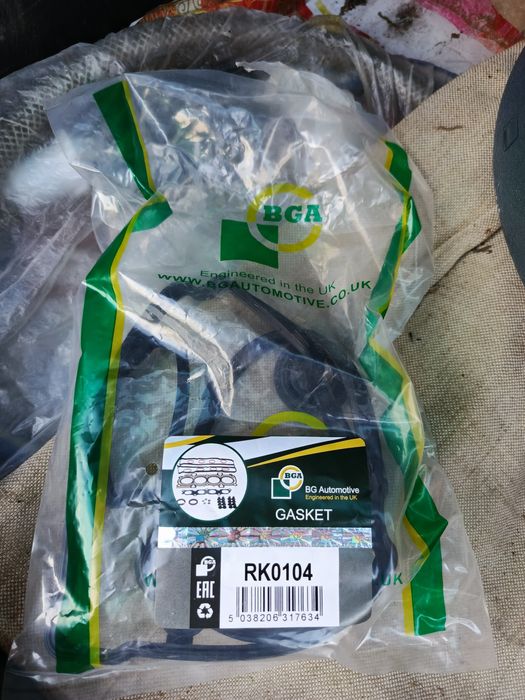 BGA
Engineered in the UK
WWW.BGAUTOMOTIVE.CO.UK
BGA
BG Automotive
Engineered in the UK
GASKET
RK0104
EAC
5 038206 317634